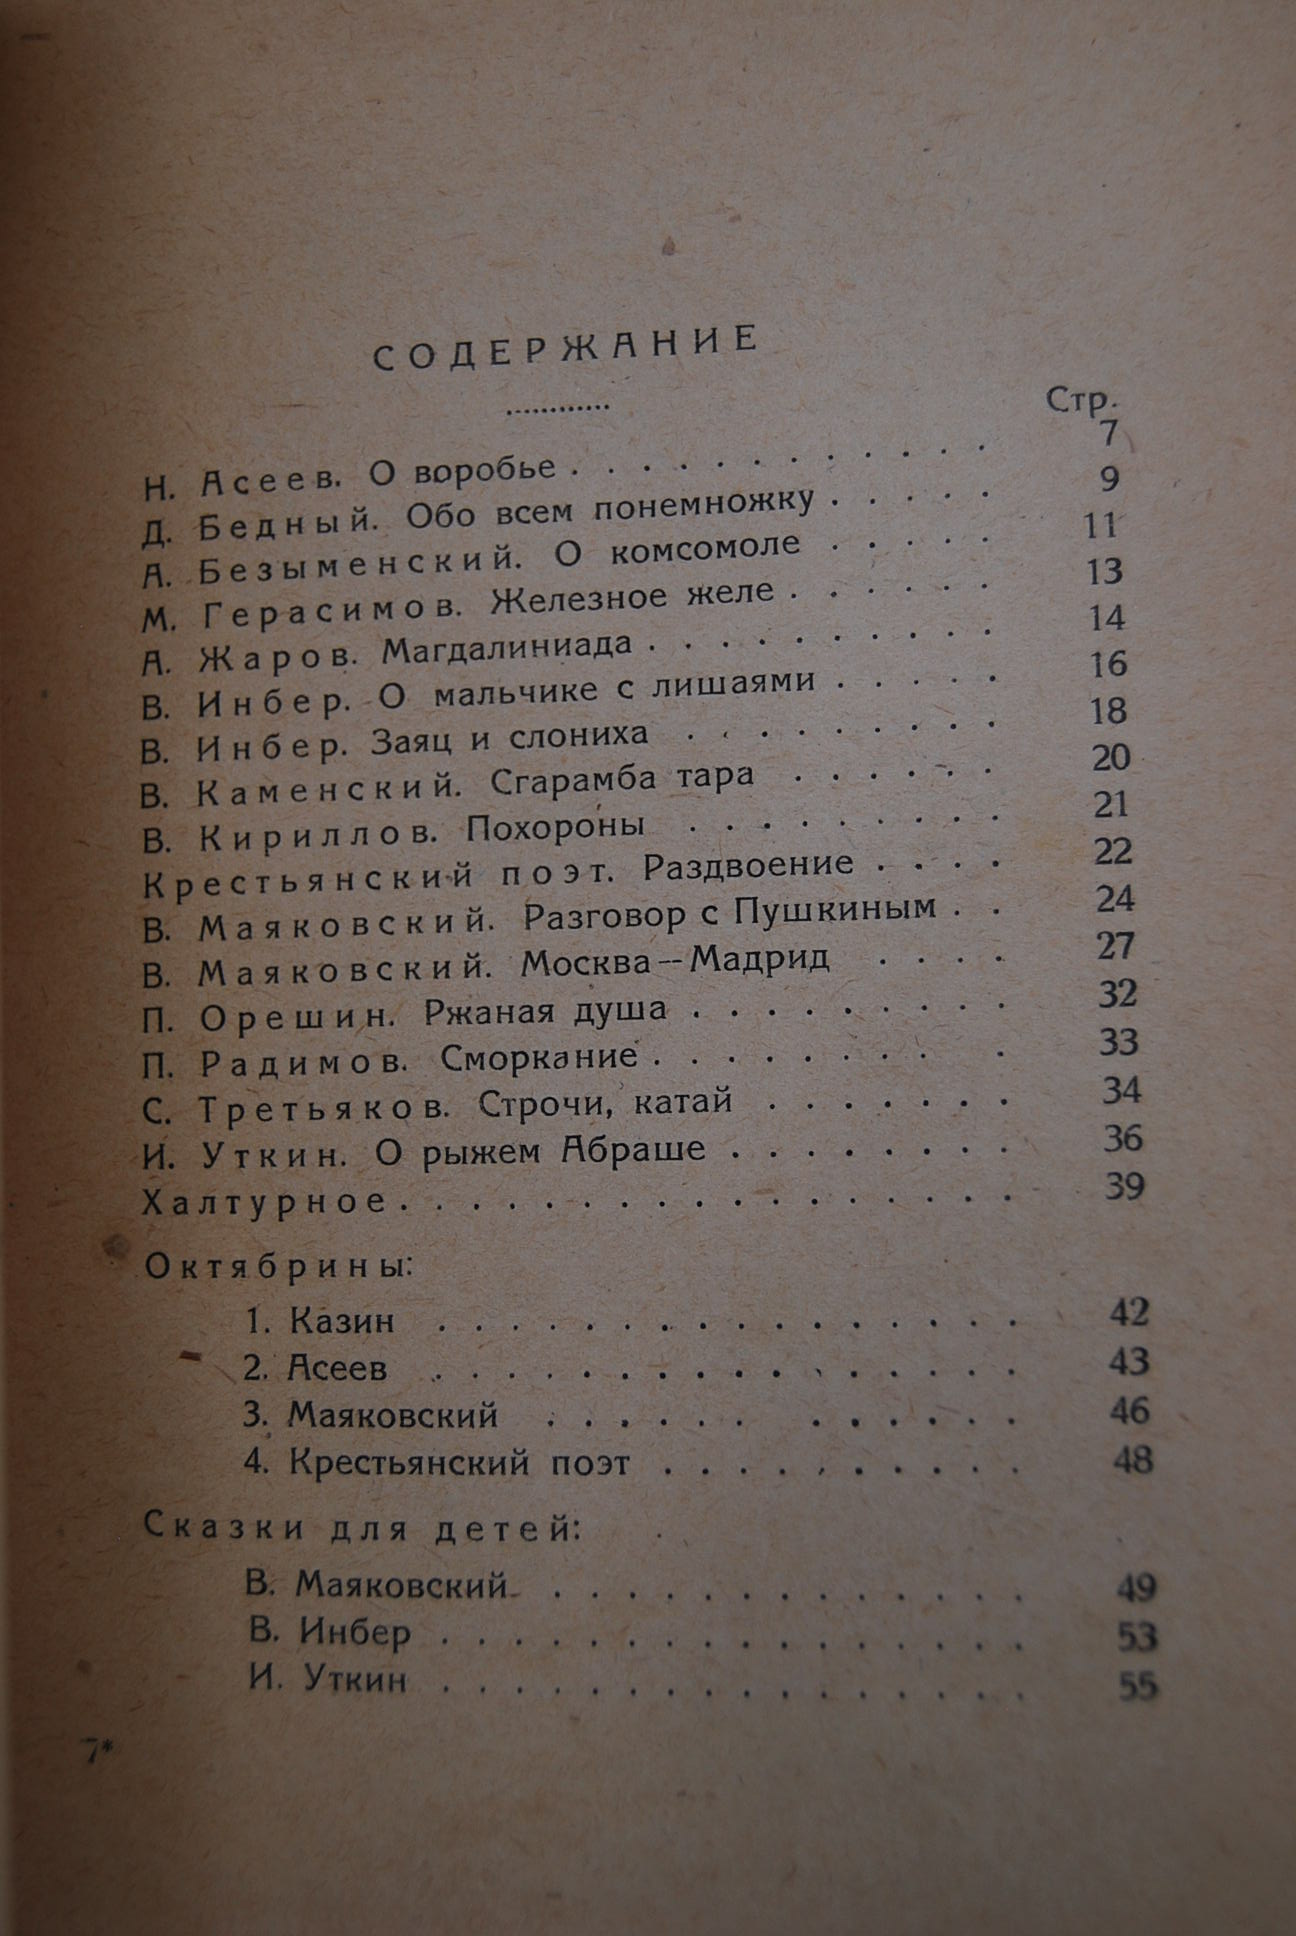 СОДЕРЖАНИЕ
Стр.
Н. Асеев. О воробье . . . . . . . . . . . . 7
Д. Бедный. Обо всем понемножку . . . . . 9
А. Безыменский. О комсомоле . . . . . 11
М. Герасимов. Железное желе . . . . . . 13
А. Жаров. Магдалиниада . . . . . . . . . . 14
В. Инбер. О мальчике с лишаями . . . . . 16
В. Инбер. Заяц и слониха . . . . . . . . . 18
В. Каменский. Сгарамба тара . . . . . . 20
В. Кириллов. Похороны . . . . . . . . . 21
Крестьянский поэт. Раздвоение . . . . 22
В. Маяковский. Разговор с Пушкиным . . 24
В. Маяковский. Москва—Мадрид . . . . 27
П. Орешин. Ржаная душа . . . . . . . . . 32
П. Радимов. Сморкание . . . . . . . . . 33
С. Третьяков. Строчи, катай . . . . . . . 34
И. Уткин. О рыжем Абраше . . . . . . . . 36
Халтурное . . . . . . . . . . . . . . . . . 39
Октябрины:
1. Казин . . . . . . . . . . . . . . . . 42
2. Асеев . . . . . . . . . . . . . . . . 43
3. Маяковский . . . . . . . . . . . . 46
4. Крестьянский поэт . . . . . . . . . . 48
Сказки для детей:
В. Маяковский . . . . . . . . . . . . . 49
В. Инбер . . . . . . . . . . . . . . . . 53
И. Уткин . . . . . . . . . . . . . . . . 55
7*